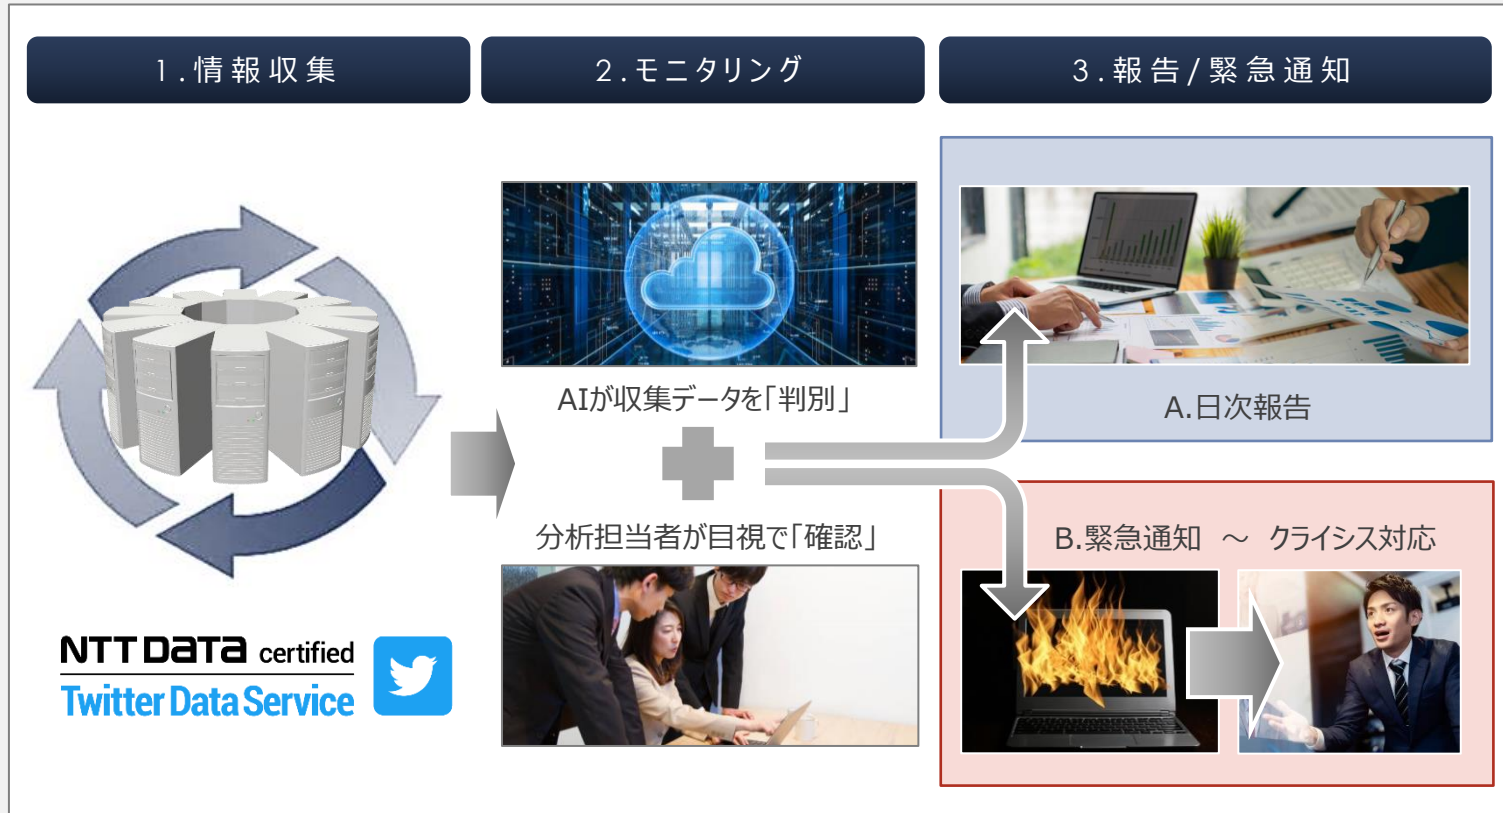 1.情報収集
2.モニタリング
3.報告/緊急通知
AIが収集データを｢判別｣
A.日次報告
分析担当者が目視で｢確認｣
B.緊急通知 ～ クライシス対応
NTT DATA certified
Twitter Data Service